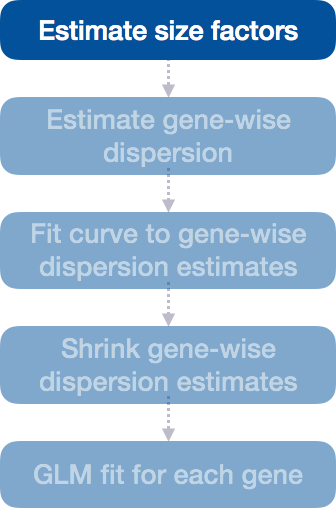 Estimate size factors
Estimate gene-wise
dispersion
Fit curve to gene-wise
dispersion estimates
Shrink gene-wise
dispersion estimates
GLM fit for each gene